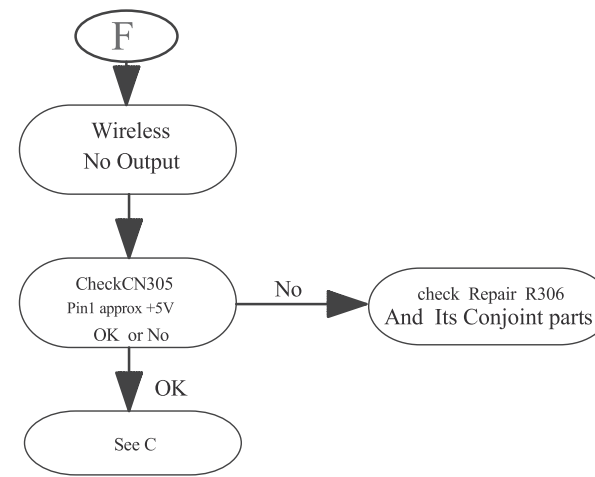 F
Wireless
No Output
CheckCN305
Pin1 approx +5V
OK or No
No
check Repair R306
And Its Conjoint parts
OK
See C